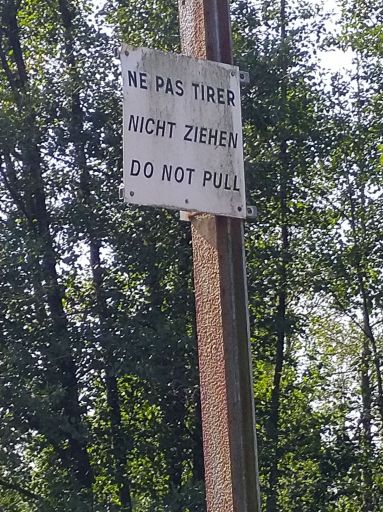 NE PAS TIRER
NICHT ZIEHEN
DO NOT PULL